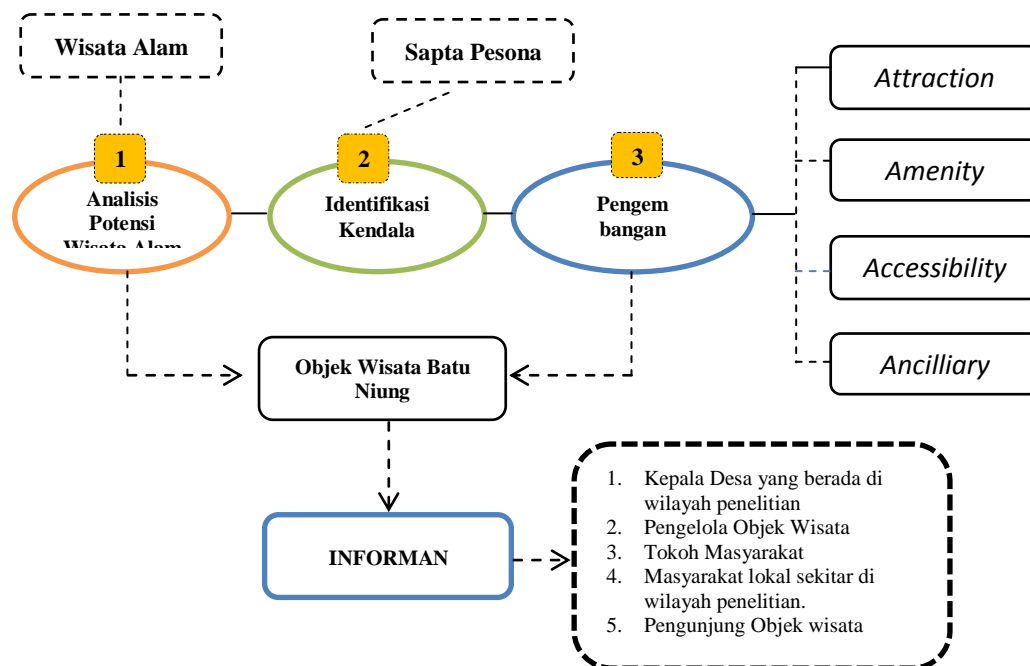 Wisata Alam
Sapta Pesona
Attraction
1
2
3
Analisis
Potensi
Wisata Alam
Identifikasi
Kendala
Pengem
bangan
Amenity
Accessibility
Ancilliary
Objek Wisata Batu
Niung
INFORMAN
1. Kepala Desa yang berada di
wilayah penelitian
2. Pengelola Objek Wisata
3. Tokoh Masyarakat
4. Masyarakat lokal sekitar di
wilayah penelitian.
5. Pengunjung Objek wisata